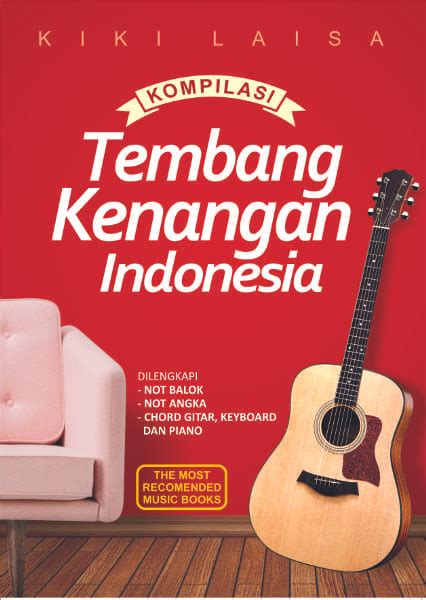 KIKI LAISA
KOMPILASI
Tembang
Kenangan
Indonesia
DILENGKAPI
- NOT BALOK
- NOT ANGKA
- CHORD GITAR, KEYBOARD
DAN PIANO
THE MOST
RECOMENDED
MUSIC BOOKS